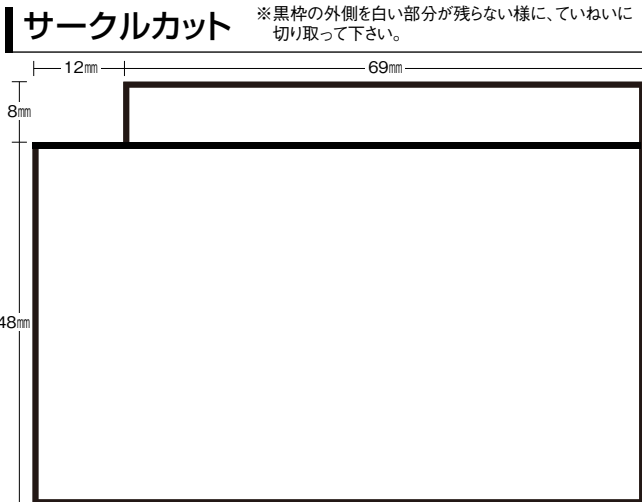 サークルカット
※黒枠の外側を白い部分が残らない様に、ていねいに
切り取って下さい。
12㎜
69㎜
8㎜
48㎜